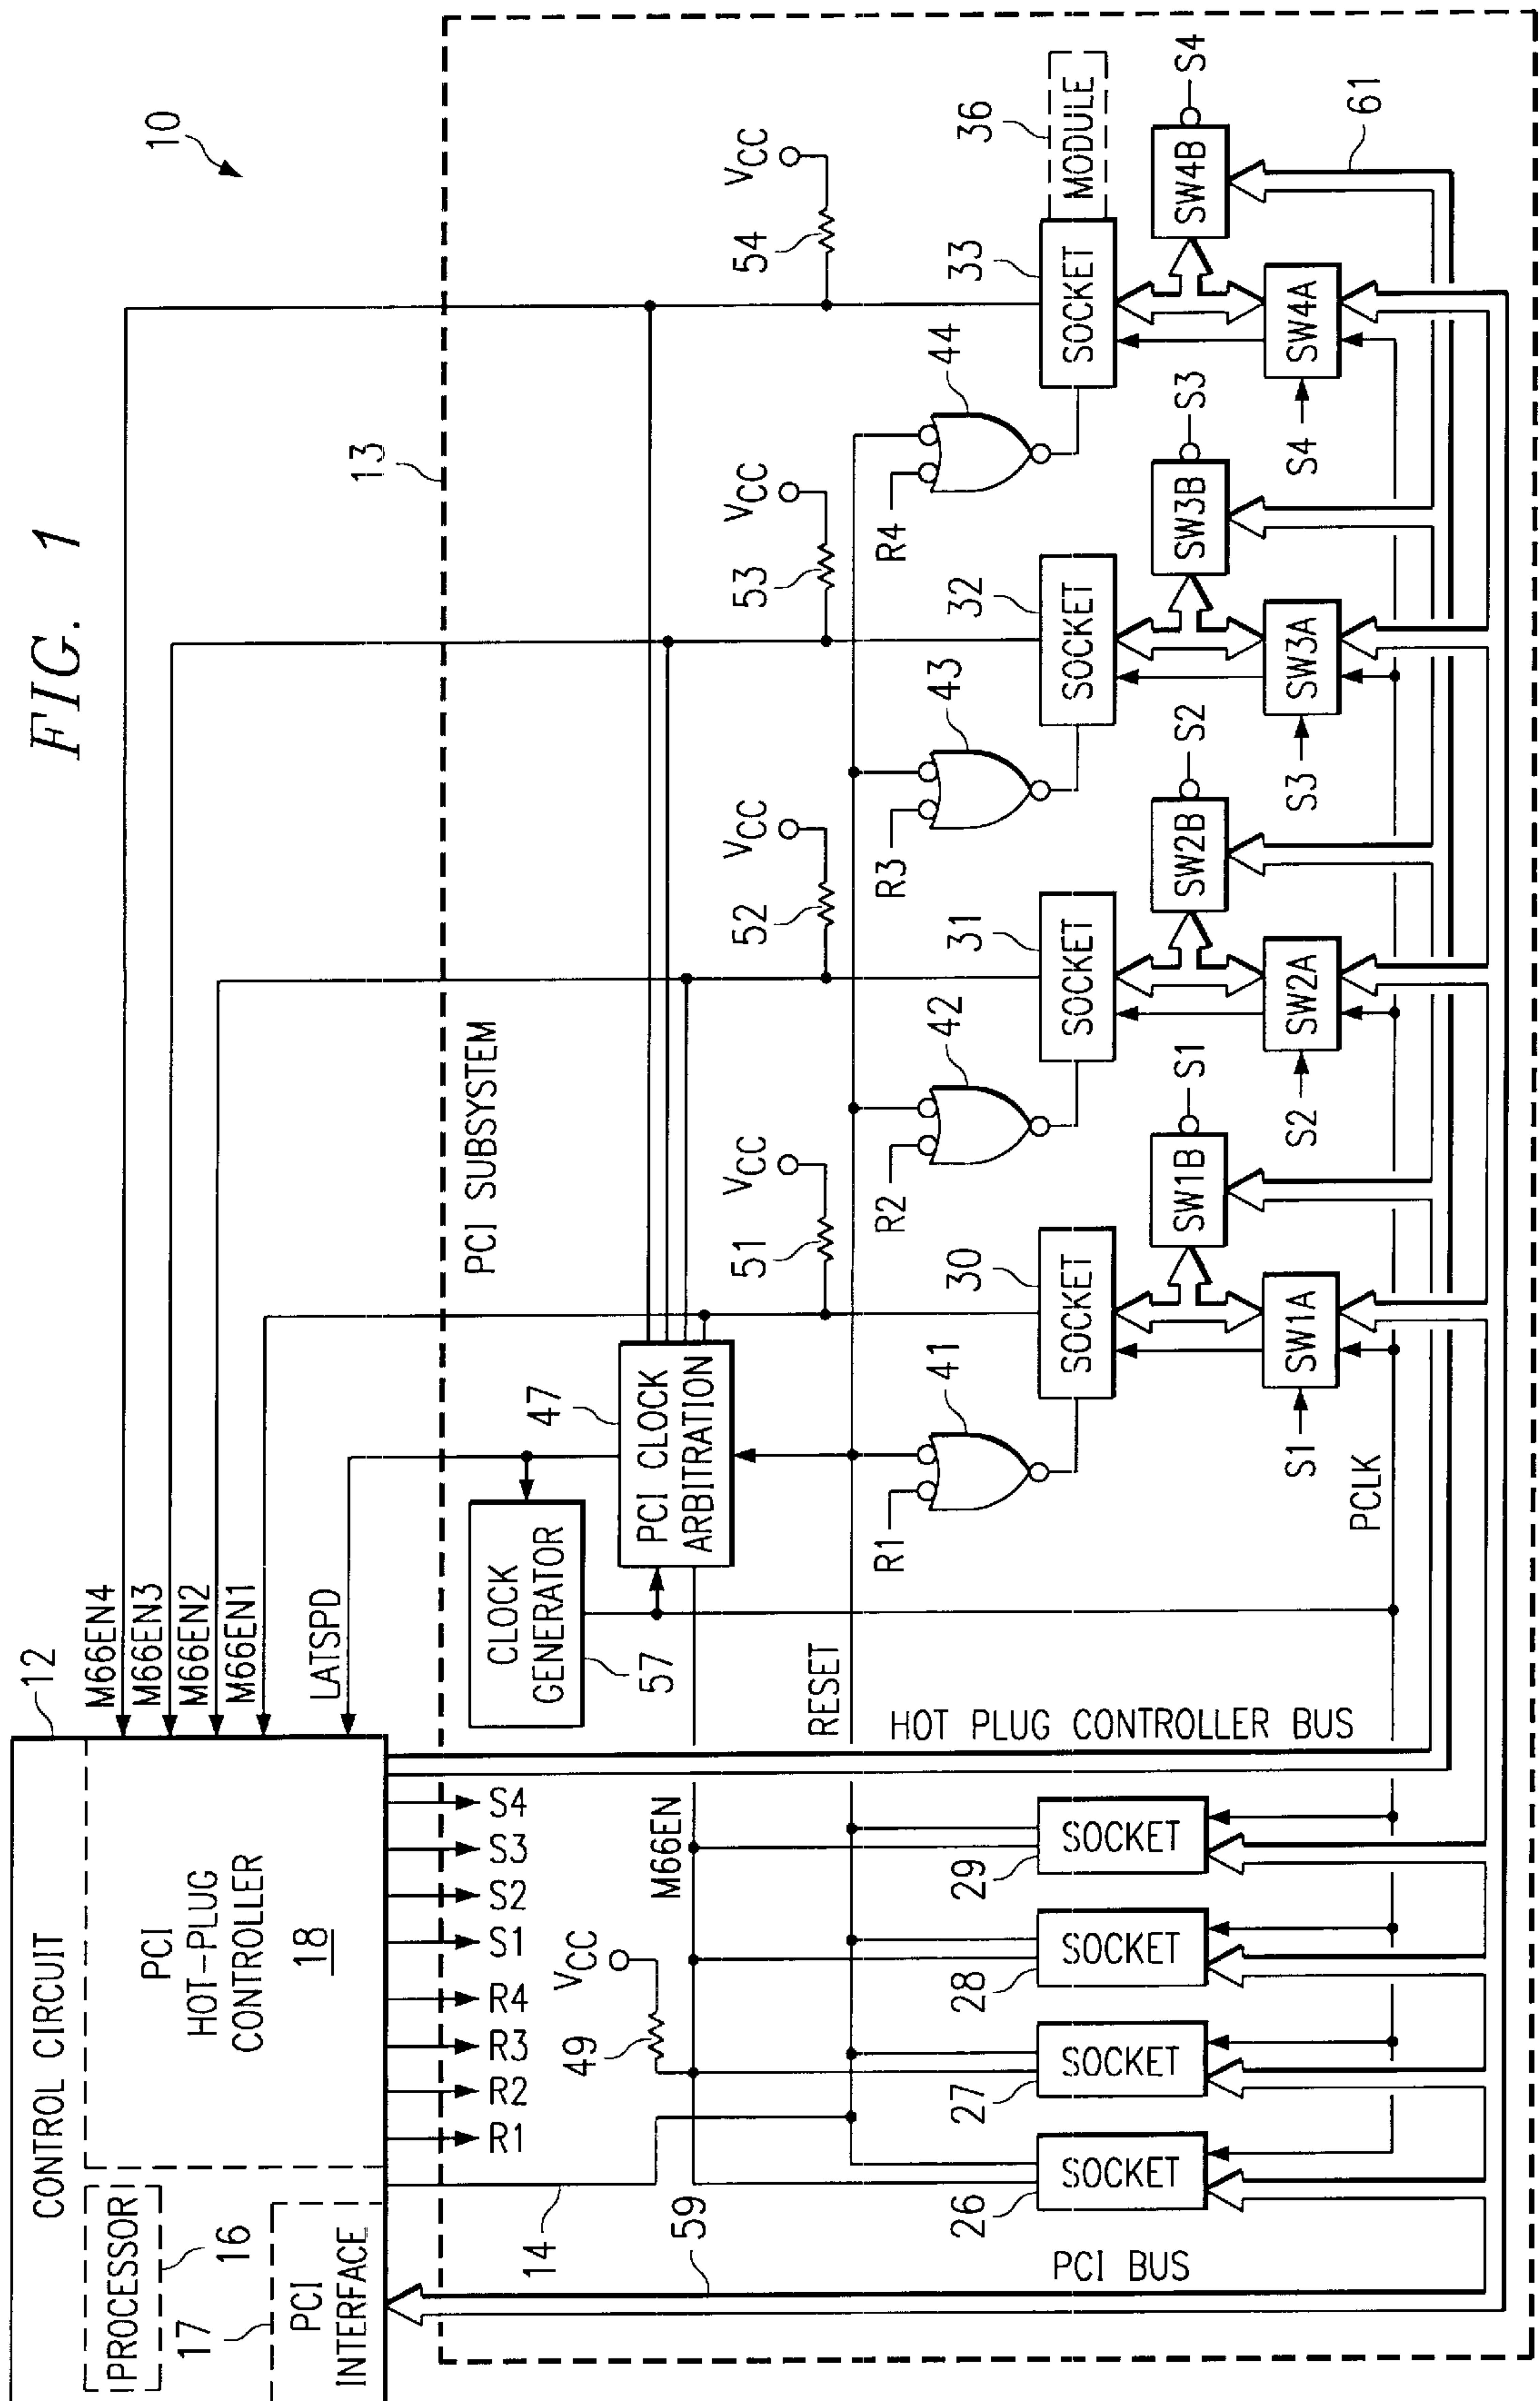 FIG. 1
10
CONTROL CIRCUIT
12
PROCESSOR
16
17
PCI
INTERFACE
PCI
HOT-PLUG
CONTROLLER
18
M66EN4
M66EN3
M66EN2
M66EN1
LATSPD
R1
R2
R3
R4
S1
S2
S3
S4
14
13
PCI SUBSYSTEM
CLOCK
GENERATOR
57
PCI CLOCK
ARBITRATION
47
VCC
49
M66EN
VCC
51
VCC
52
VCC
53
VCC
54
RESET
R1
41
R2
42
R3
43
R4
44
59
HOT PLUG CONTROLLER BUS
SOCKET
26
SOCKET
27
SOCKET
28
SOCKET
29
SOCKET
30
SOCKET
31
SOCKET
32
SOCKET
33
MODULE
36
PCI BUS
SW1B
S1
SW2B
S2
SW3B
S3
SW4B
S4
S1
SW1A
S2
SW2A
S3
SW3A
S4
SW4A
PCLK
61